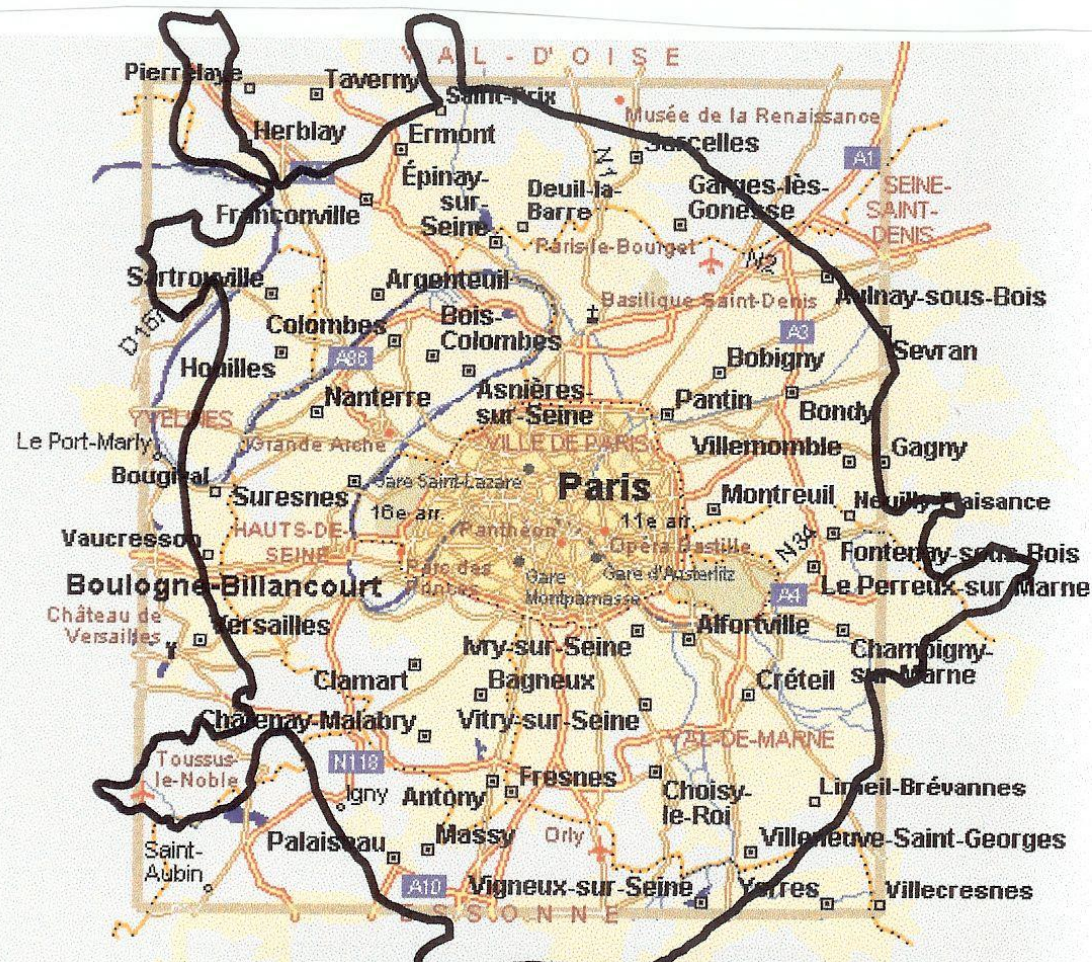 VAL-D'OISE
Pierrelaye
Taverny
Saint-Prix
Musée de la Renaissance
Herblay
Ermont
Sarcelles
N1
A1
Épinay-
sur-
Seine
Deuil-la-
Barre
Garges-lès-
Gonesse
SEINE-
SAINT-
DENIS
Franconville
Paris-le-Bourget
N2
Sartrouville
Argenteuil
Basilique Saint-Denis
Aulnay-sous-Bois
Colombes
Bois-
Colombes
A3
Houilles
A86
Bobigny
Sevran
Nanterre
Asnières-
sur-Seine
Pantin
Bondy
YVELINES
Le Port-Marly
Grande Arche
VILLE DE PARIS
Villemomble
Gagny
Bougival
Suresnes
Gare Saint-Lazare
Paris
Montreuil
Neuilly-Plaisance
16e arr.
11e arr.
Vaucresson
HAUTS-DE-
SEINE
Panthéon
Opéra Bastille
N34
Fontenay-sous-Bois
Boulogne-Billancourt
Parc des
Princes
Gare
Montparnasse
Gare d'Austerlitz
A4
Le Perreux-sur-Marne
Château de
Versailles
Versailles
Ivry-sur-Seine
Alfortville
Champigny-
sur-Marne
Clamart
Bagneux
Créteil
Châtenay-Malabry
Vitry-sur-Seine
VAL-DE-MARNE
Toussus-
le-Noble
N118
Igny
Antony
Fresnes
Choisy-
le-Roi
Limeil-Brévannes
Palaiseau
Massy
Orly
Villeneuve-Saint-Georges
Saint-
Aubin
A10
Vigneux-sur-Seine
Yerres
Villecresnes
ESSONNE